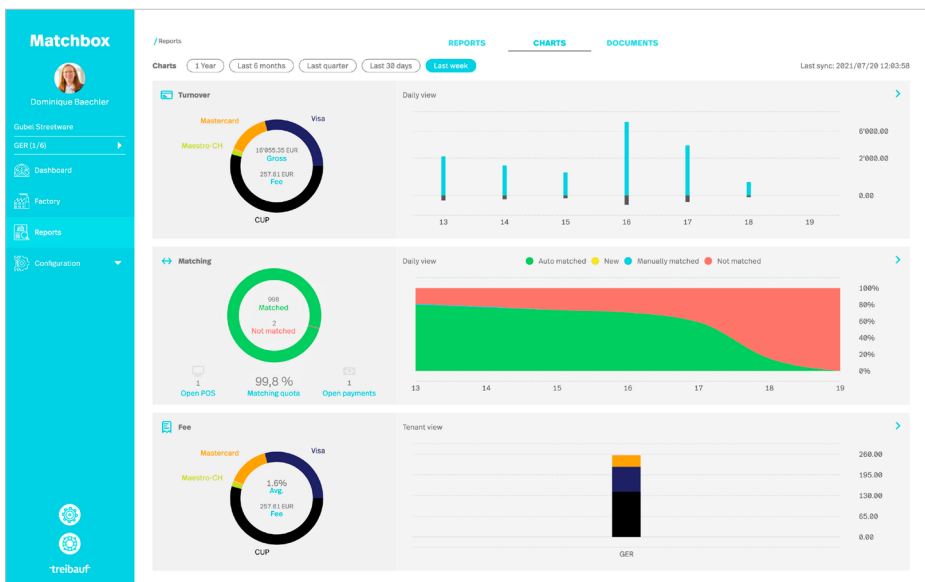 Matchbox
Dominique Baechler
Gubel Streetware
GER (1/6)
Dashboard
Factory
Reports
Configuration
treibauf
/ Reports
REPORTS CHARTS DOCUMENTS
Charts 1 Year Last 6 months Last quarter Last 30 days Last week
Last sync: 2021/07/20 12:03:58
Turnover
Mastercard
Visa
Maestro-CH
16'055.35 EUR
Gross
257.81 EUR
Fee
CUP
Daily view
6'000.00
2'000.00
0.00
13 14 15 16 17 18 19
Matching
998
Matched
2
Not matched
1
Open POS
99,8 %
Matching quota
1
Open payments
Daily view
Auto matched New Manually matched Not matched
100%
80%
60%
40%
20%
0%
13 14 15 16 17 18 19
Fee
Mastercard
Visa
Maestro-CH
1.6%
Avg.
257.81 EUR
Fee
CUP
Tenant view
260.00
195.00
130.00
65.00
0.00
GER